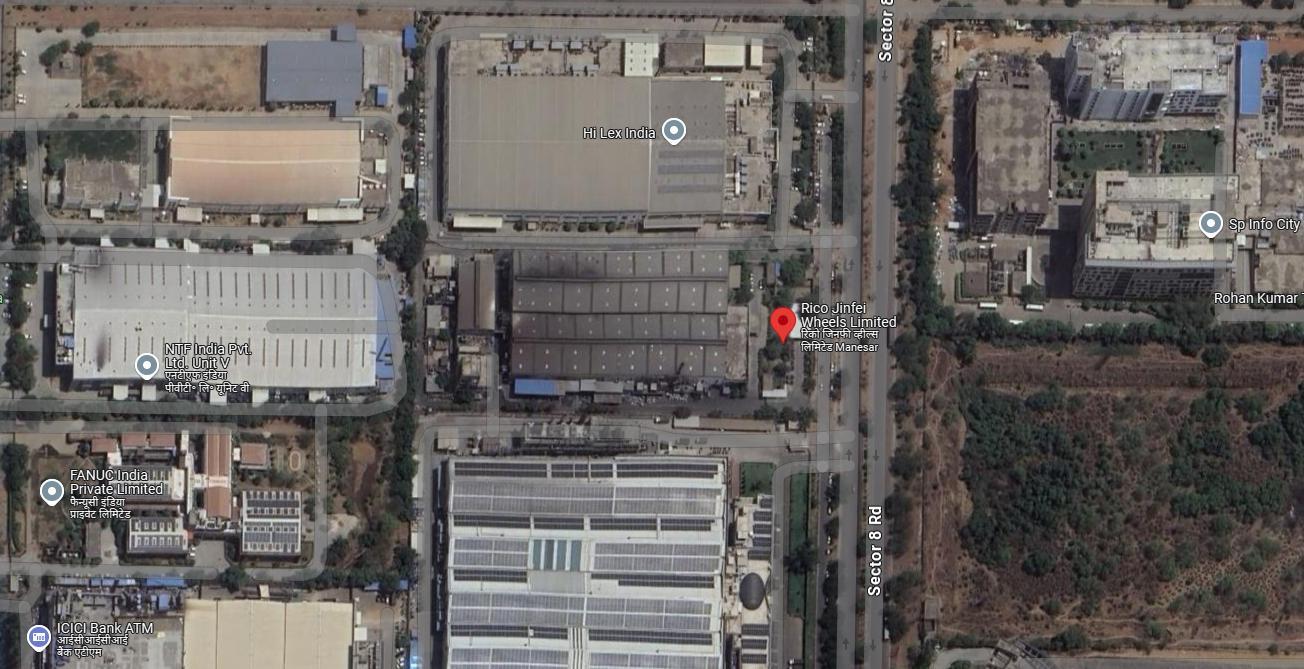 Sector 8
Hi Lex India
Sp Info City
Rohan Kumar
Rico Jinfei
Wheels Limited
रिको जिनफी व्हील्स
लिमिटेड Manesar
NTF India Pvt.
Ltd. Unit V
एनटीएफ इंडिया
पीवीटी॰ लि॰ यूनिट वी
FANUC India
Private Limited
फैन्यूसी इंडिया
प्राइवेट लिमिटेड
Sector 8 Rd
ICICI Bank ATM
आईसीआईसीआई
बैंक एटीएम